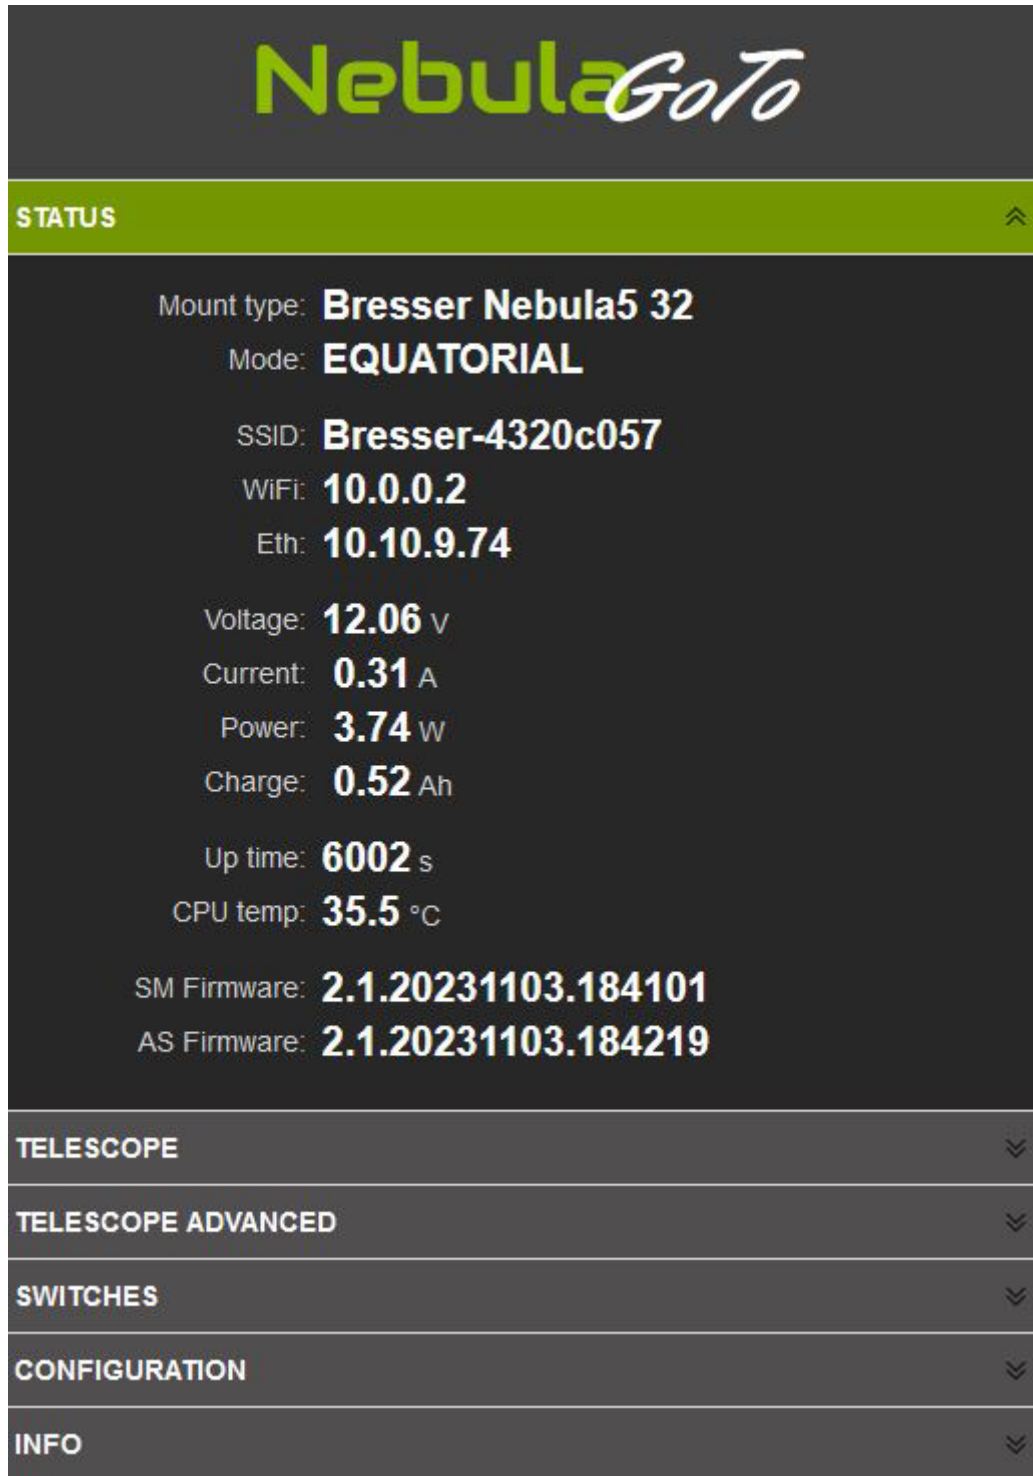 NebulaGoTo
STATUS
Mount type: Bresser Nebula5 32
Mode: EQUATORIAL
SSID: Bresser-4320c057
WiFi: 10.0.0.2
Eth: 10.10.9.74
Voltage: 12.06 V
Current: 0.31 A
Power: 3.74 W
Charge: 0.52 Ah
Up time: 6002 s
CPU temp: 35.5 °C
SM Firmware: 2.1.20231103.184101
AS Firmware: 2.1.20231103.184219
TELESCOPE
TELESCOPE ADVANCED
SWITCHES
CONFIGURATION
INFO